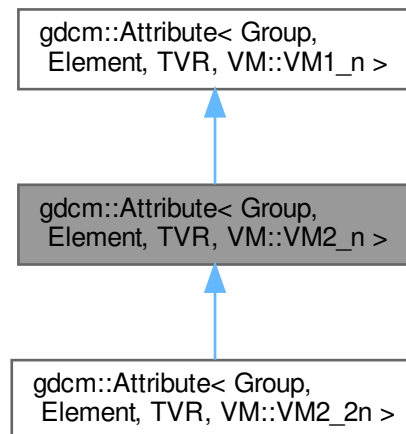 gdcm::Attribute< Group,
Element, TVR, VM::VM1_n >
gdcm::Attribute< Group,
Element, TVR, VM::VM2_n >
gdcm::Attribute< Group,
Element, TVR, VM::VM2_2n >